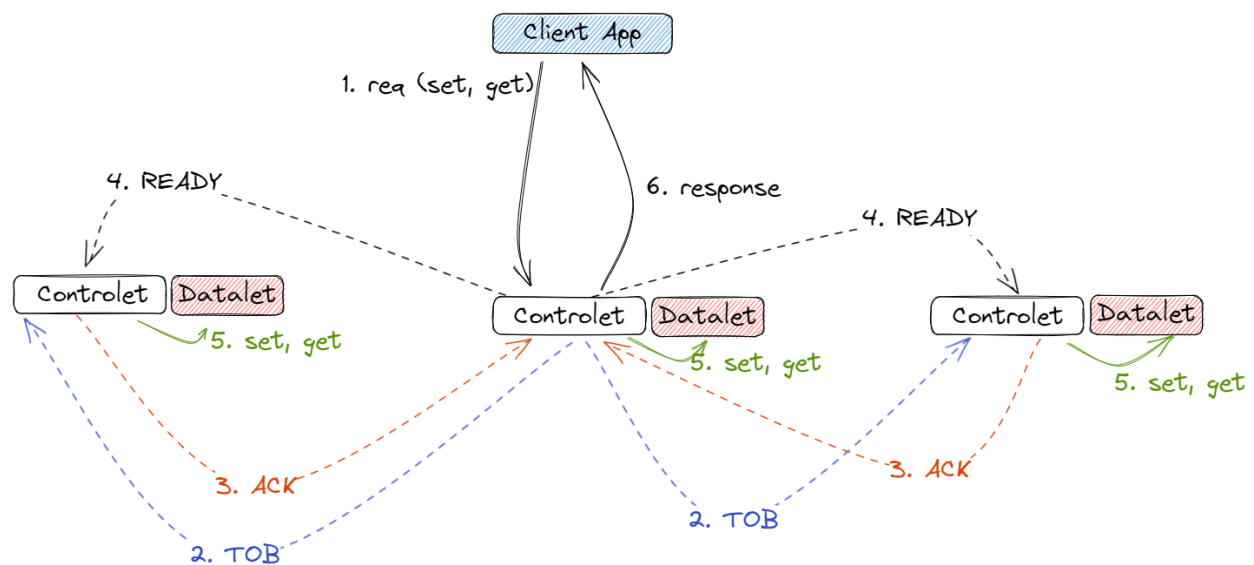 Client App
1. req (set, get)
4. READY
6. response
4. READY
Controlet
Datalet
5. set, get
Controlet
Datalet
5. set, get
Controlet
Datalet
5. set, get
3. ACK
3. ACK
2. TOB
2. TOB